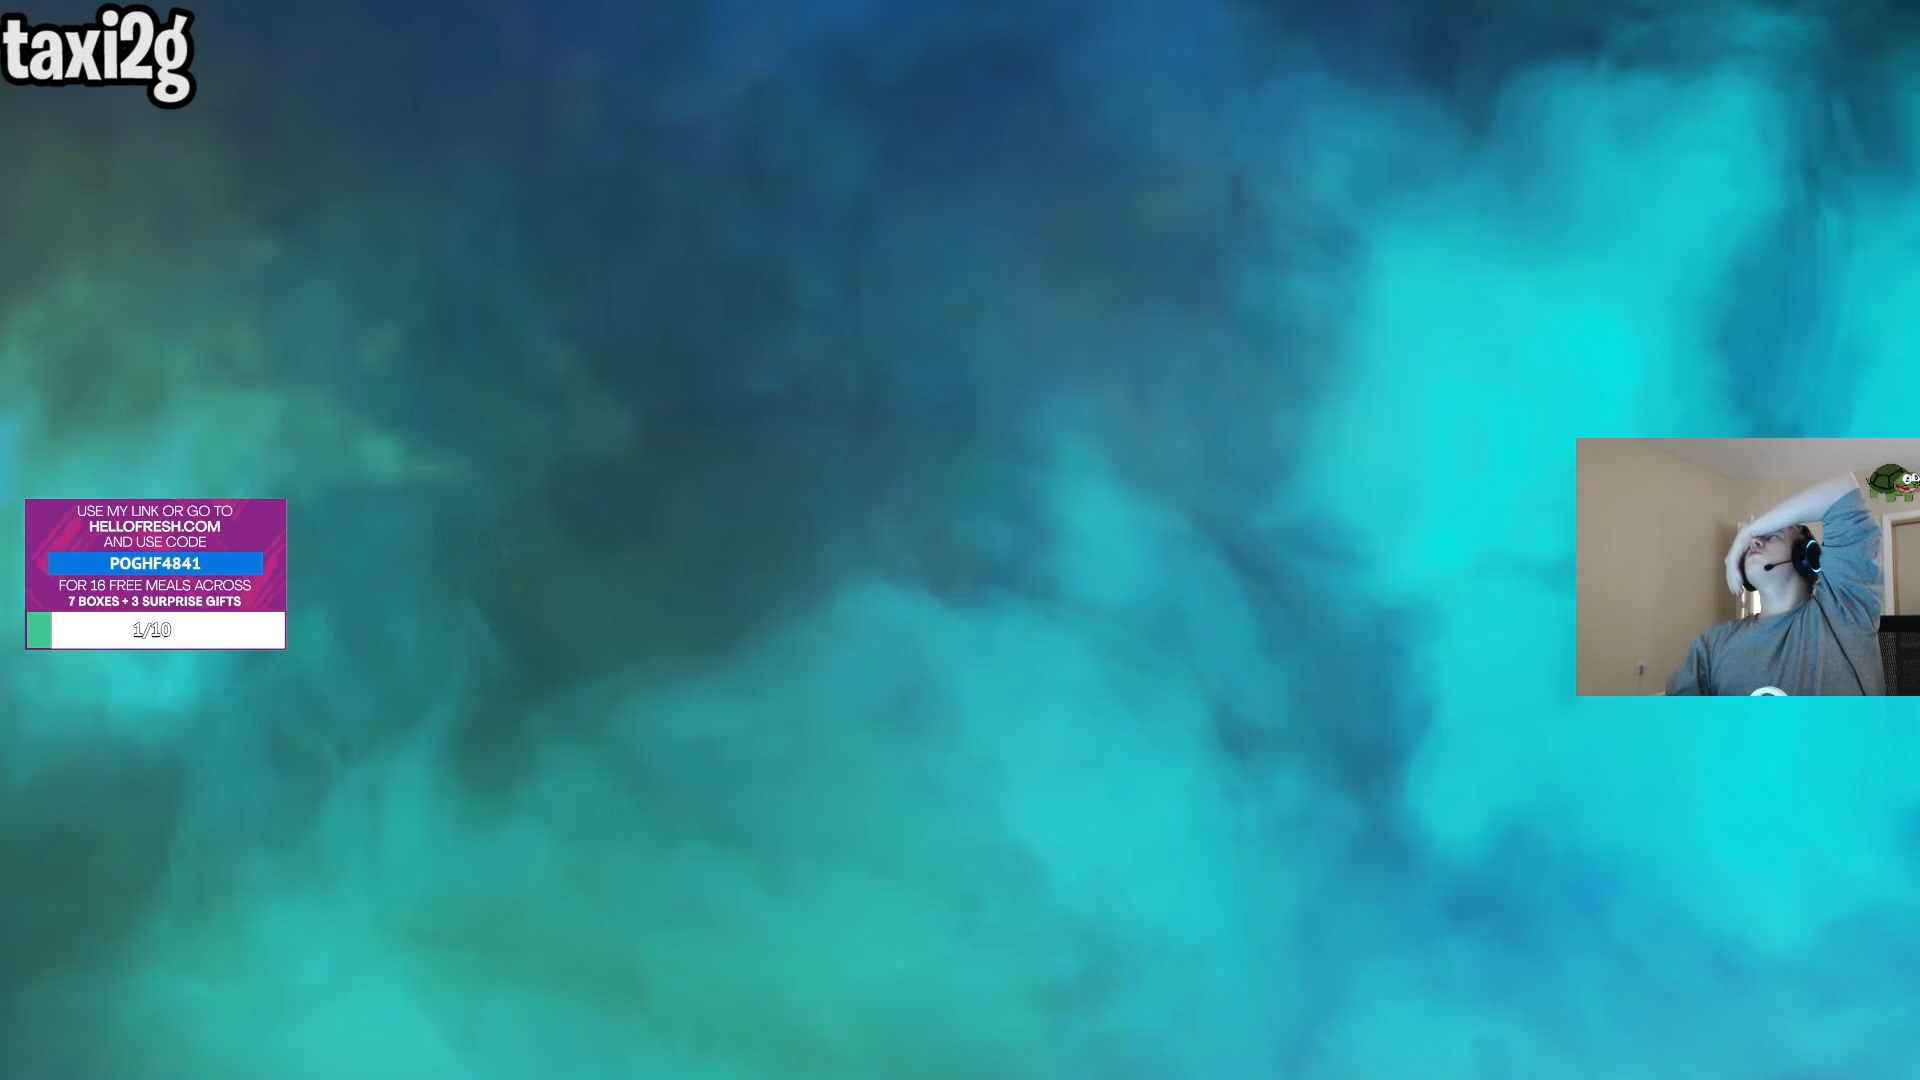 taxi2g
USE MY LINK OR GO TO
HELLOFRESH.COM
AND USE CODE
POGHF4841
FOR 16 FREE MEALS ACROSS
7 BOXES + 3 SURPRISE GIFTS
1/10